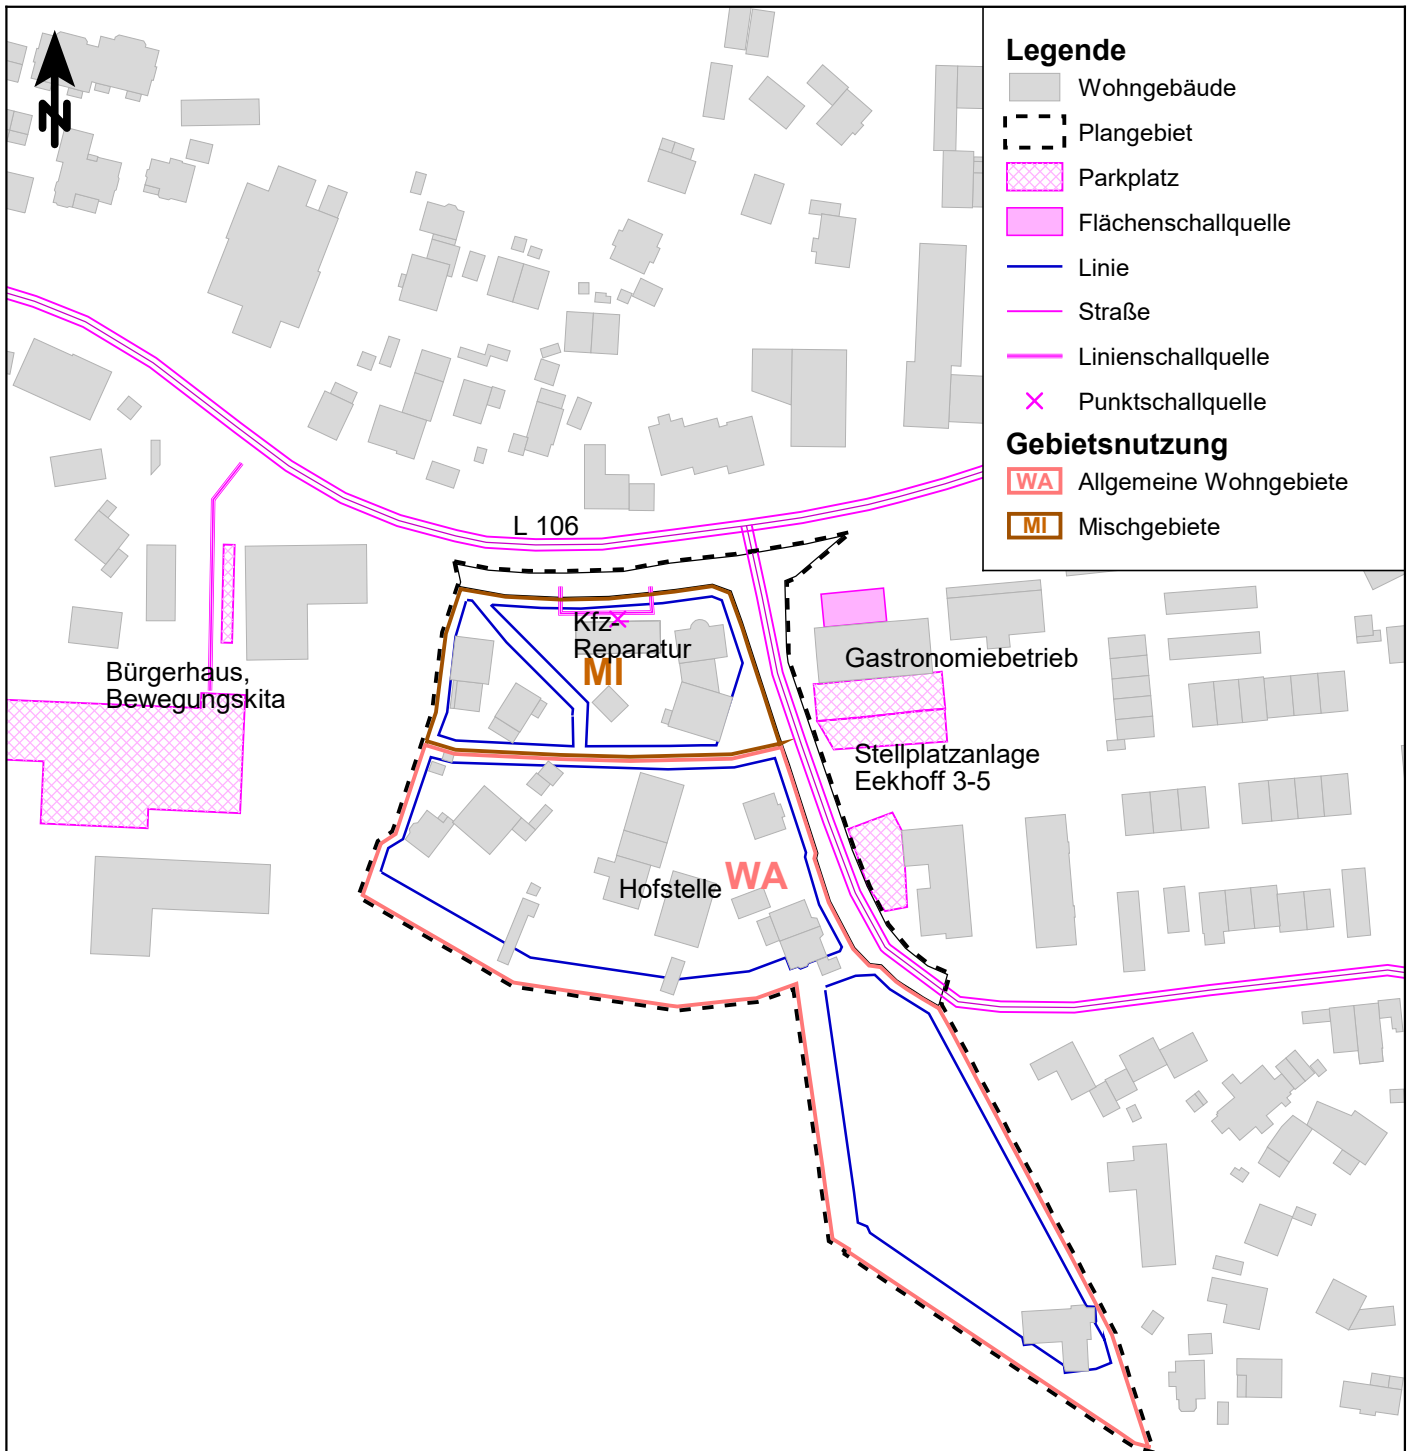 N
Legende
Wohngebäude
Plangebiet
Parkplatz
Flächenschallquelle
Linie
Straße
Linienschallquelle
Punktschallquelle
Gebietsnutzung
WA Allgemeine Wohngebiete
MI Mischgebiete
L 106
Kfz-
Reparatur
MI
Gastronomiebetrieb
Bürgerhaus,
Bewegungskita
Stellplatzanlage
Eekhoff 3-5
Hofstelle
WA